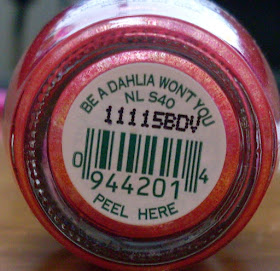 BE A DAHLIA WON'T YOU
NL S40
11115BDV
0 944201 4
PEEL HERE